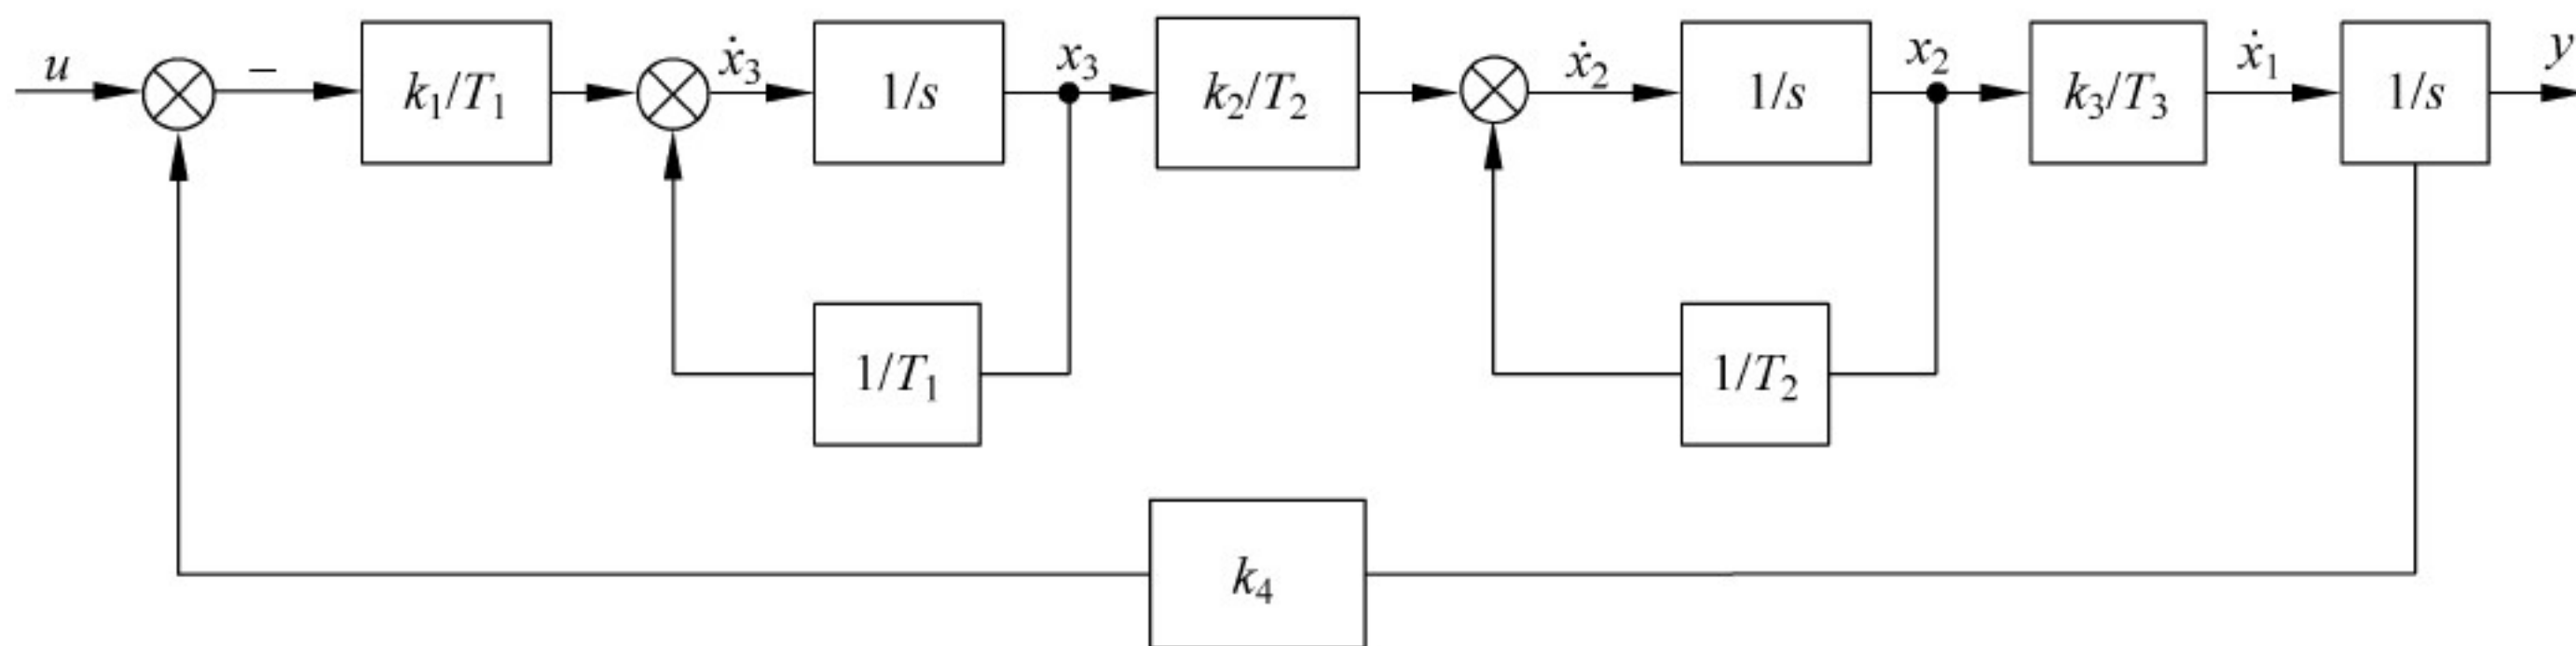 u
−
k₁/T₁
ẋ₃
1/s
x₃
k₂/T₂
ẋ₂
1/s
x₂
k₃/T₃
ẋ₁
1/s
y
1/T₁
1/T₂
k₄